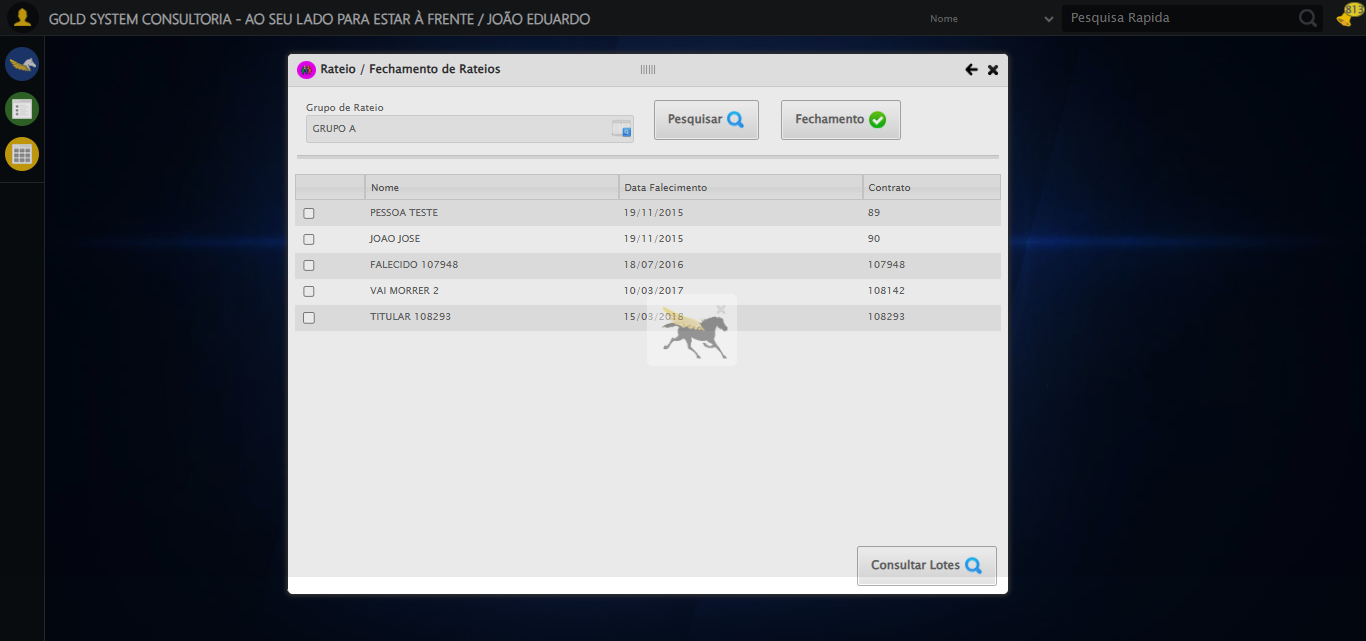 GOLD SYSTEM CONSULTORIA - AO SEU LADO PARA ESTAR À FRENTE / JOÃO EDUARDO
Nome
Pesquisa Rapida
813
Rateio / Fechamento de Rateios
Grupo de Rateio
GRUPO A
Pesquisar
Fechamento
Nome Data Falecimento Contrato
PESSOA TESTE 19/11/2015 89
JOAO JOSE 19/11/2015 90
FALECIDO 107948 18/07/2016 107948
VAI MORRER 2 10/03/2017 108142
TITULAR 108293 15/03/2018 108293
Consultar Lotes